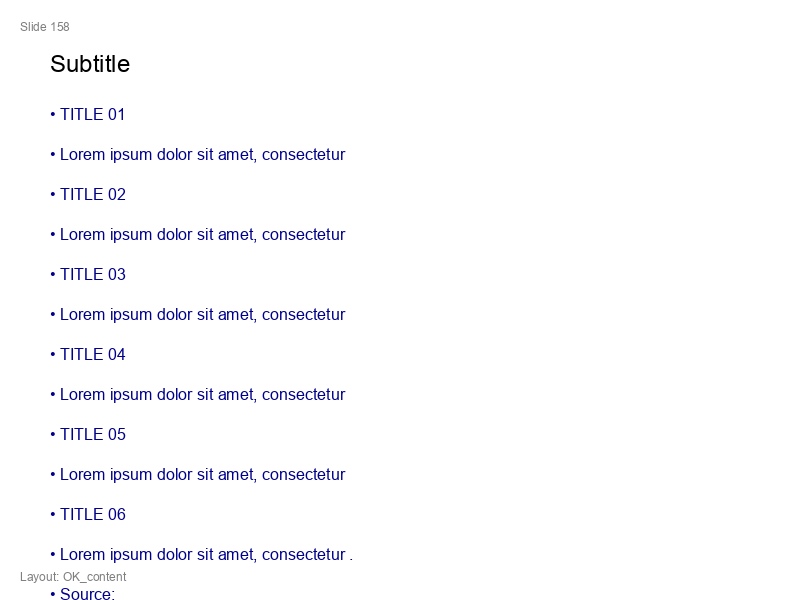 Slide 158
Subtitle
• TITLE 01
• Lorem ipsum dolor sit amet, consectetur
• TITLE 02
• Lorem ipsum dolor sit amet, consectetur
• TITLE 03
• Lorem ipsum dolor sit amet, consectetur
• TITLE 04
• Lorem ipsum dolor sit amet, consectetur
• TITLE 05
• Lorem ipsum dolor sit amet, consectetur
• TITLE 06
• Lorem ipsum dolor sit amet, consectetur .
Layout: OK_content
• Source: